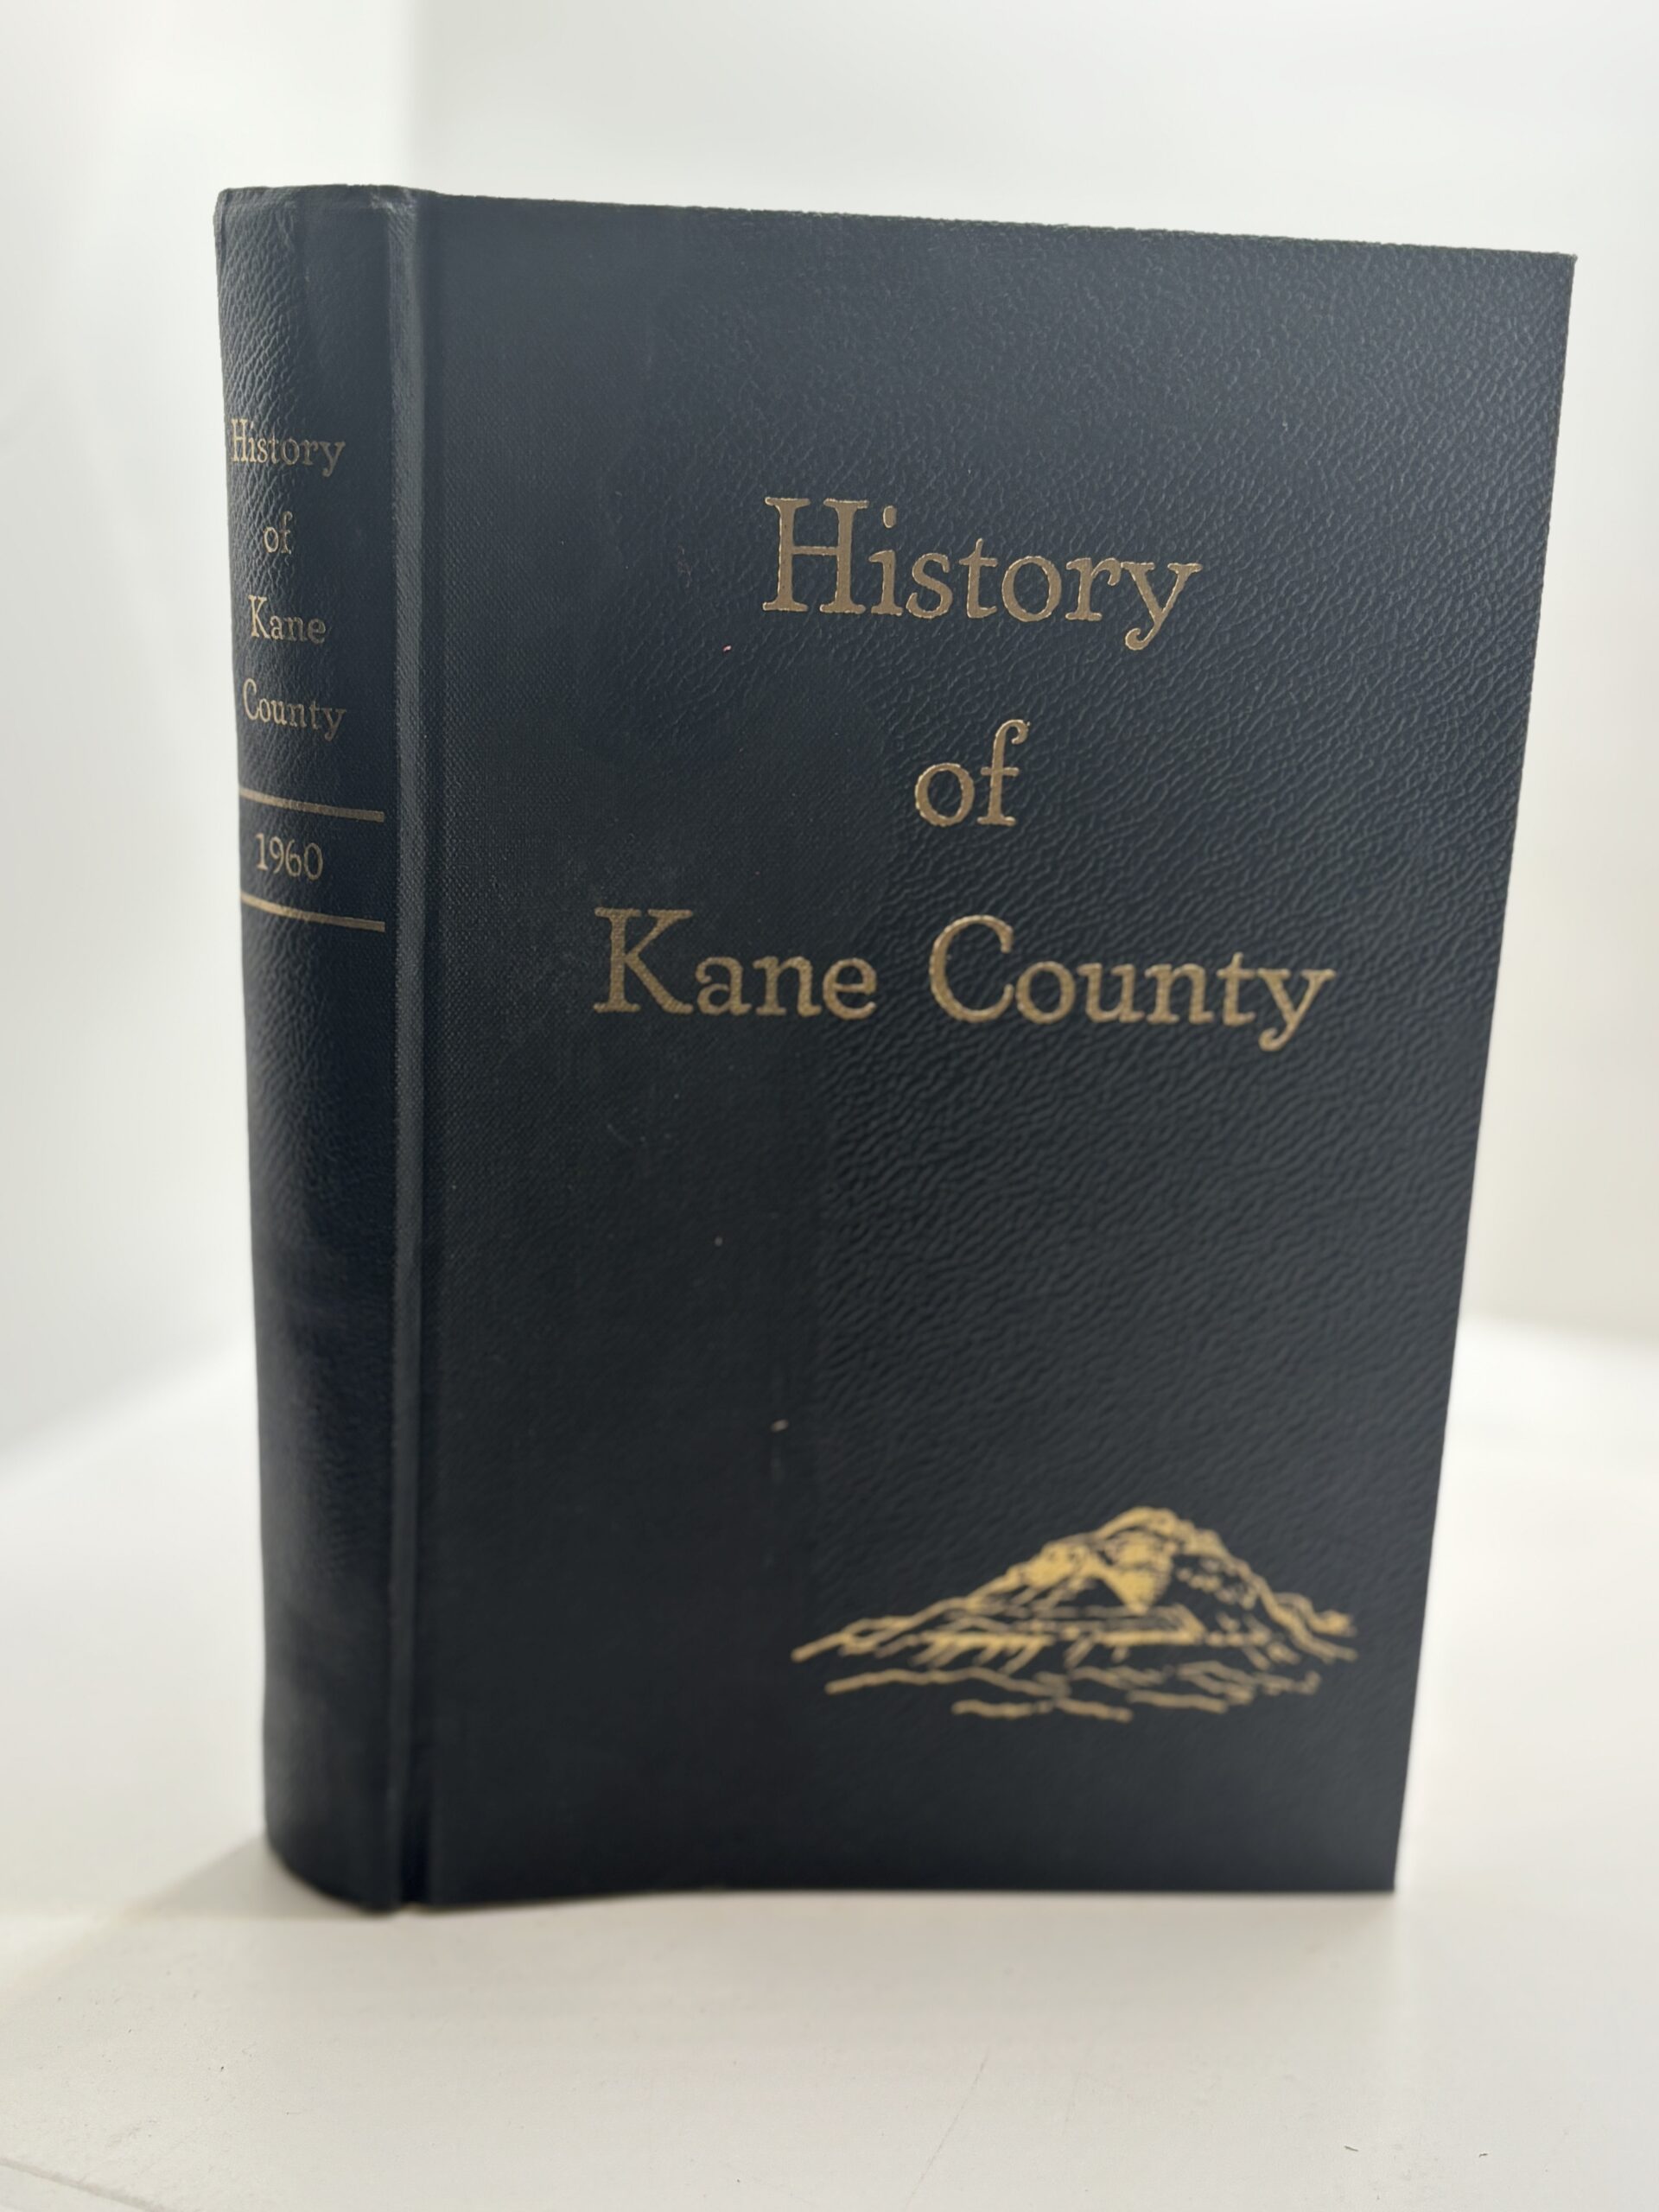 History
of
Kane
County
1960
History
of
Kane County